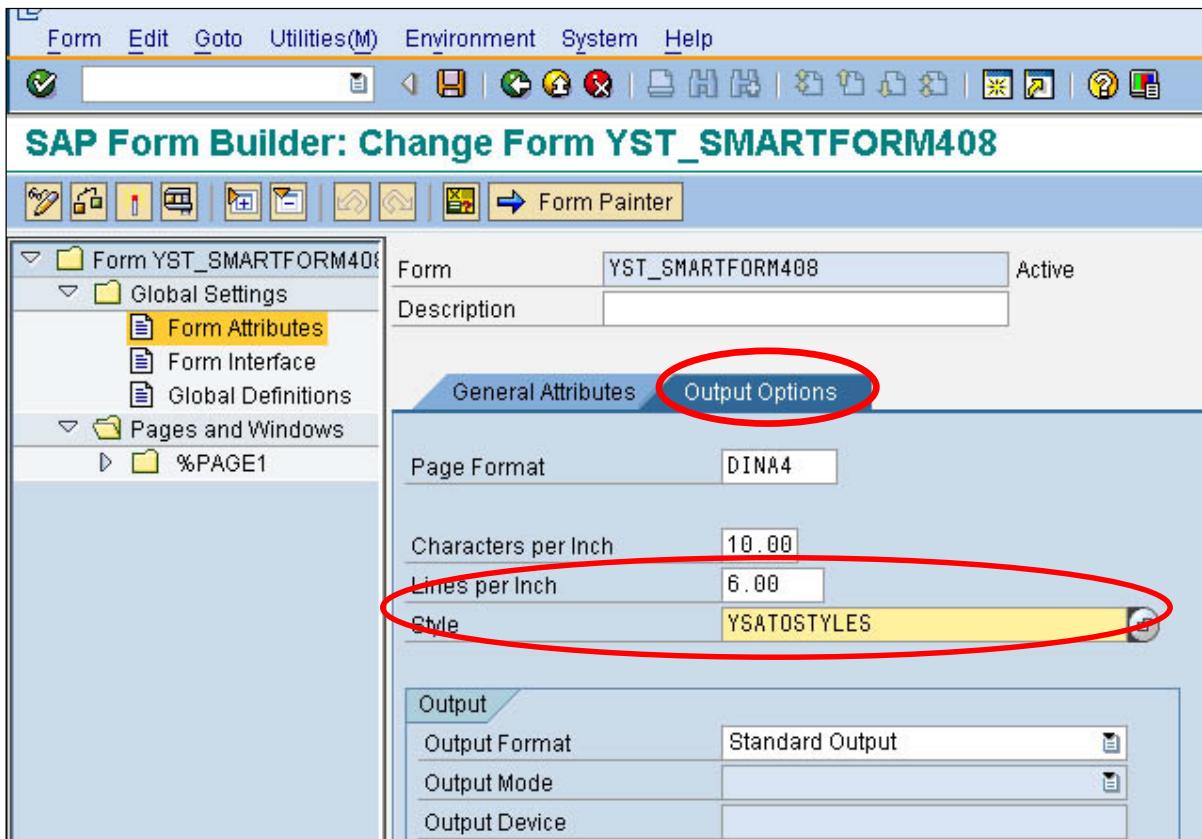 Form Edit Goto Utilities(M) Environment System Help
SAP Form Builder: Change Form YST_SMARTFORM408
Form Painter
Form YST_SMARTFORM408
Global Settings
Form Attributes
Form Interface
Global Definitions
Pages and Windows
%PAGE1
Form YST_SMARTFORM408 Active
Description
General Attributes Output Options
Page Format DINA4
Characters per Inch 10.00
Lines per Inch 6.00
Style YSATOSTYLES
Output
Output Format Standard Output
Output Mode
Output Device